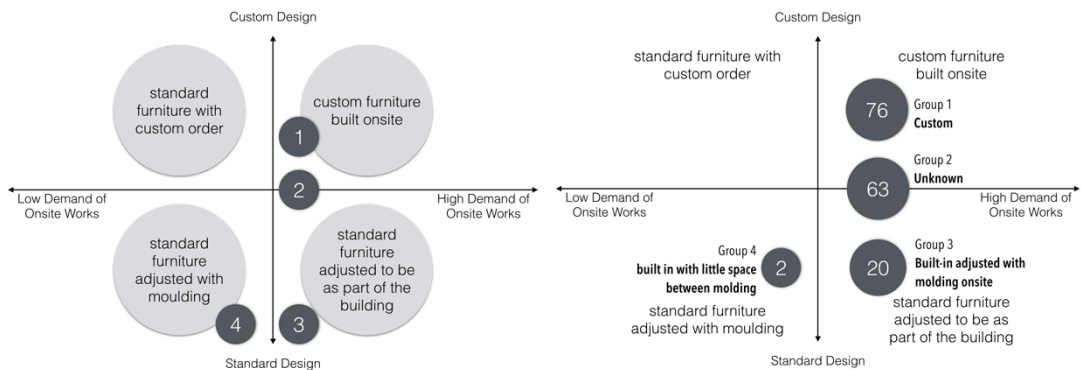 Custom Design
standard
furniture with
custom order
custom furniture
built onsite
1
2
Low Demand of
Onsite Works
High Demand of
Onsite Works
standard
furniture
adjusted with
moulding
standard
furniture
adjusted to be
as part of the
building
4
3
Standard Design
Custom Design
standard furniture with
custom order
custom furniture
built onsite
76
Group 1
Custom
63
Group 2
Unknown
Low Demand of
Onsite Works
High Demand of
Onsite Works
Group 4
built in with little space
between molding
2
standard furniture
adjusted with moulding
20
Group 3
Built-in adjusted with
molding onsite
standard furniture
adjusted to be as
part of the building
Standard Design